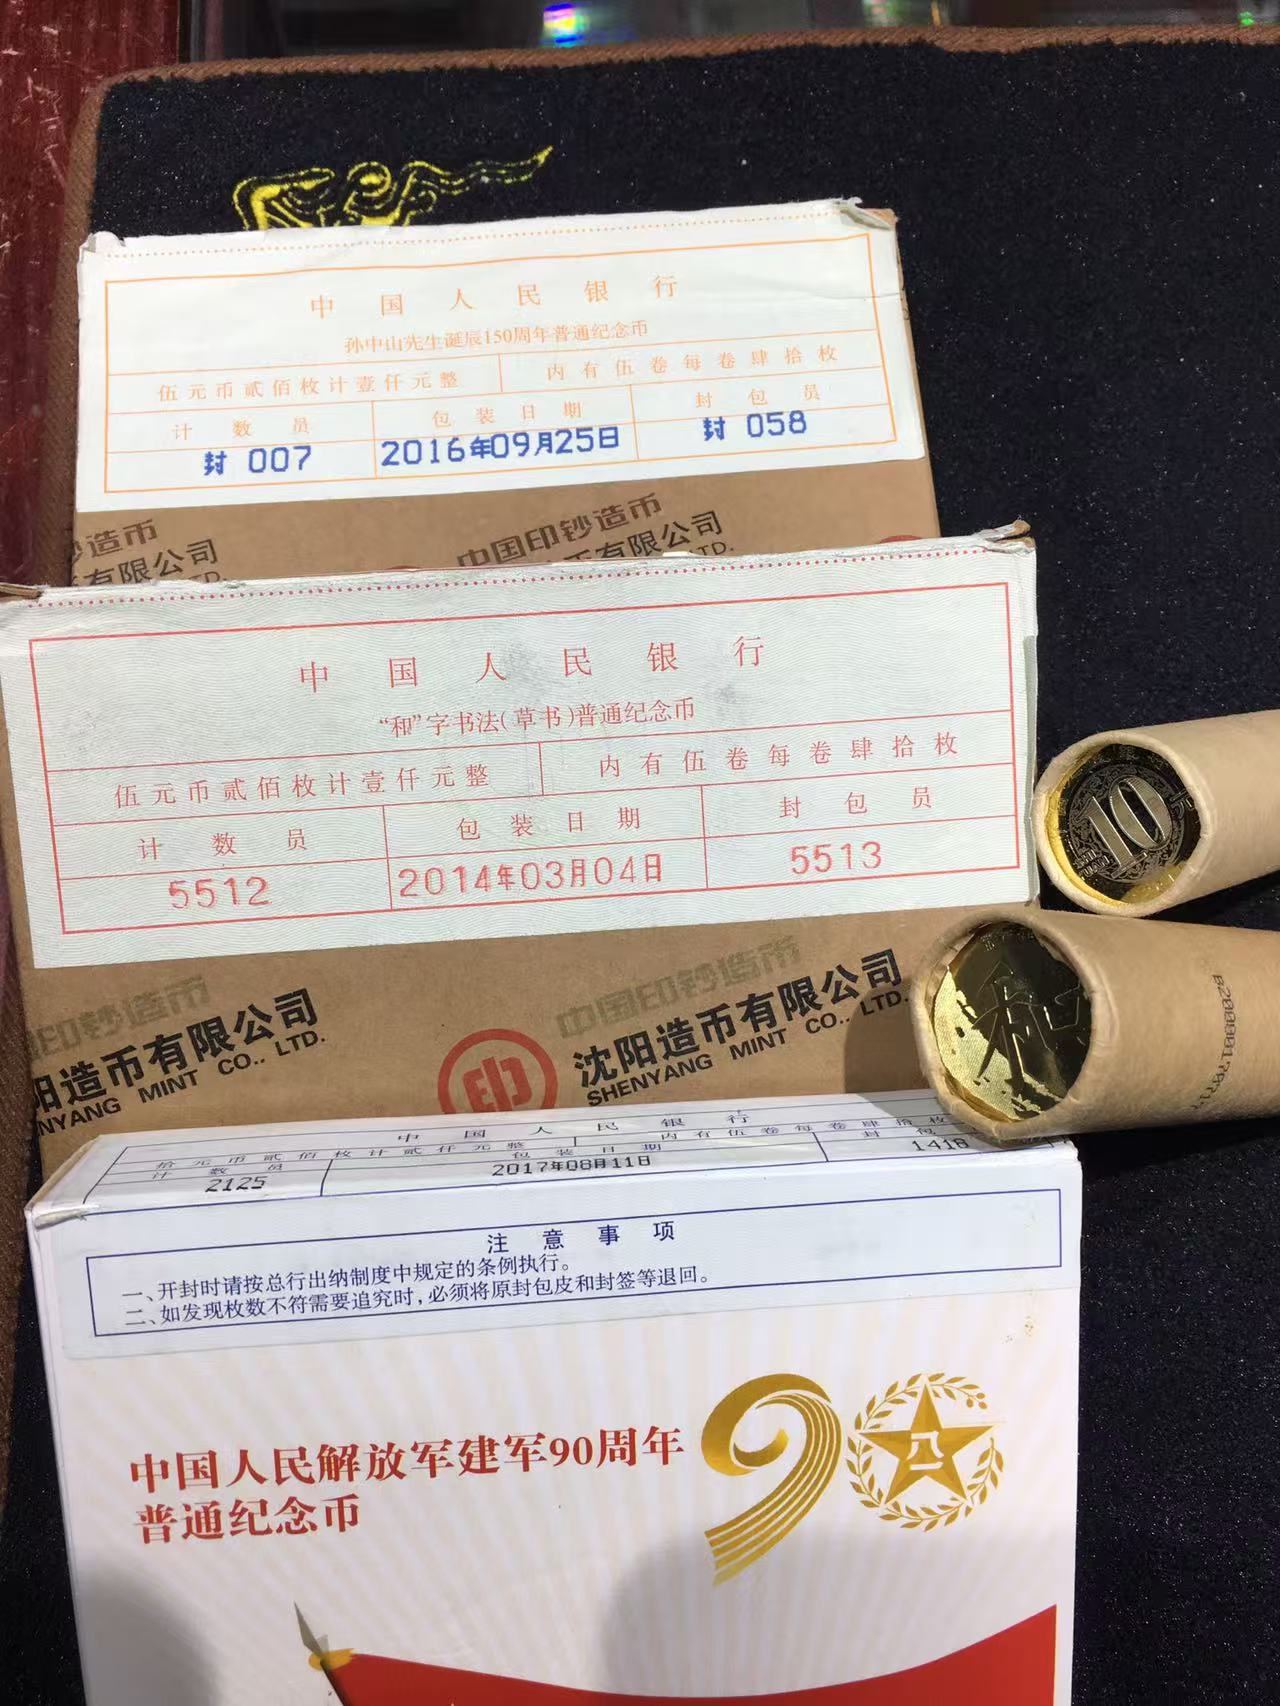 中国人民银行
孙中山先生诞辰150周年普通纪念币
伍元币贰佰枚计壹仟元整 内有伍卷每卷肆拾枚
计数员 包装日期 封包员
封 007 2016年09月25日 封 058
造币 中国印钞造币
有限公司 币有限公司
LTD.
中国人民银行
“和”字书法(草书)普通纪念币
伍元币贰佰枚计壹仟元整 内有伍卷每卷肆拾枚
计数员 包装日期 封包员
5512 2014年03月04日 5513
10
和
印钞造币 中国印钞造币
阳造币有限公司 沈阳造币有限公司
NYANG MINT CO., LTD. SHENYANG MINT CO., LTD.
中国人民银行
拾元币贰佰枚计贰仟元整 内有伍卷每卷肆拾枚
计数员 包装日期 封包
2125 2017年08月11日 1418
注意事项
一、开封时请按总行出纳制度中规定的条例执行。
二、如发现枚数不符需要追究时,必须将原封包皮和封签等退回。
中国人民解放军建军90周年
普通纪念币
90
八一